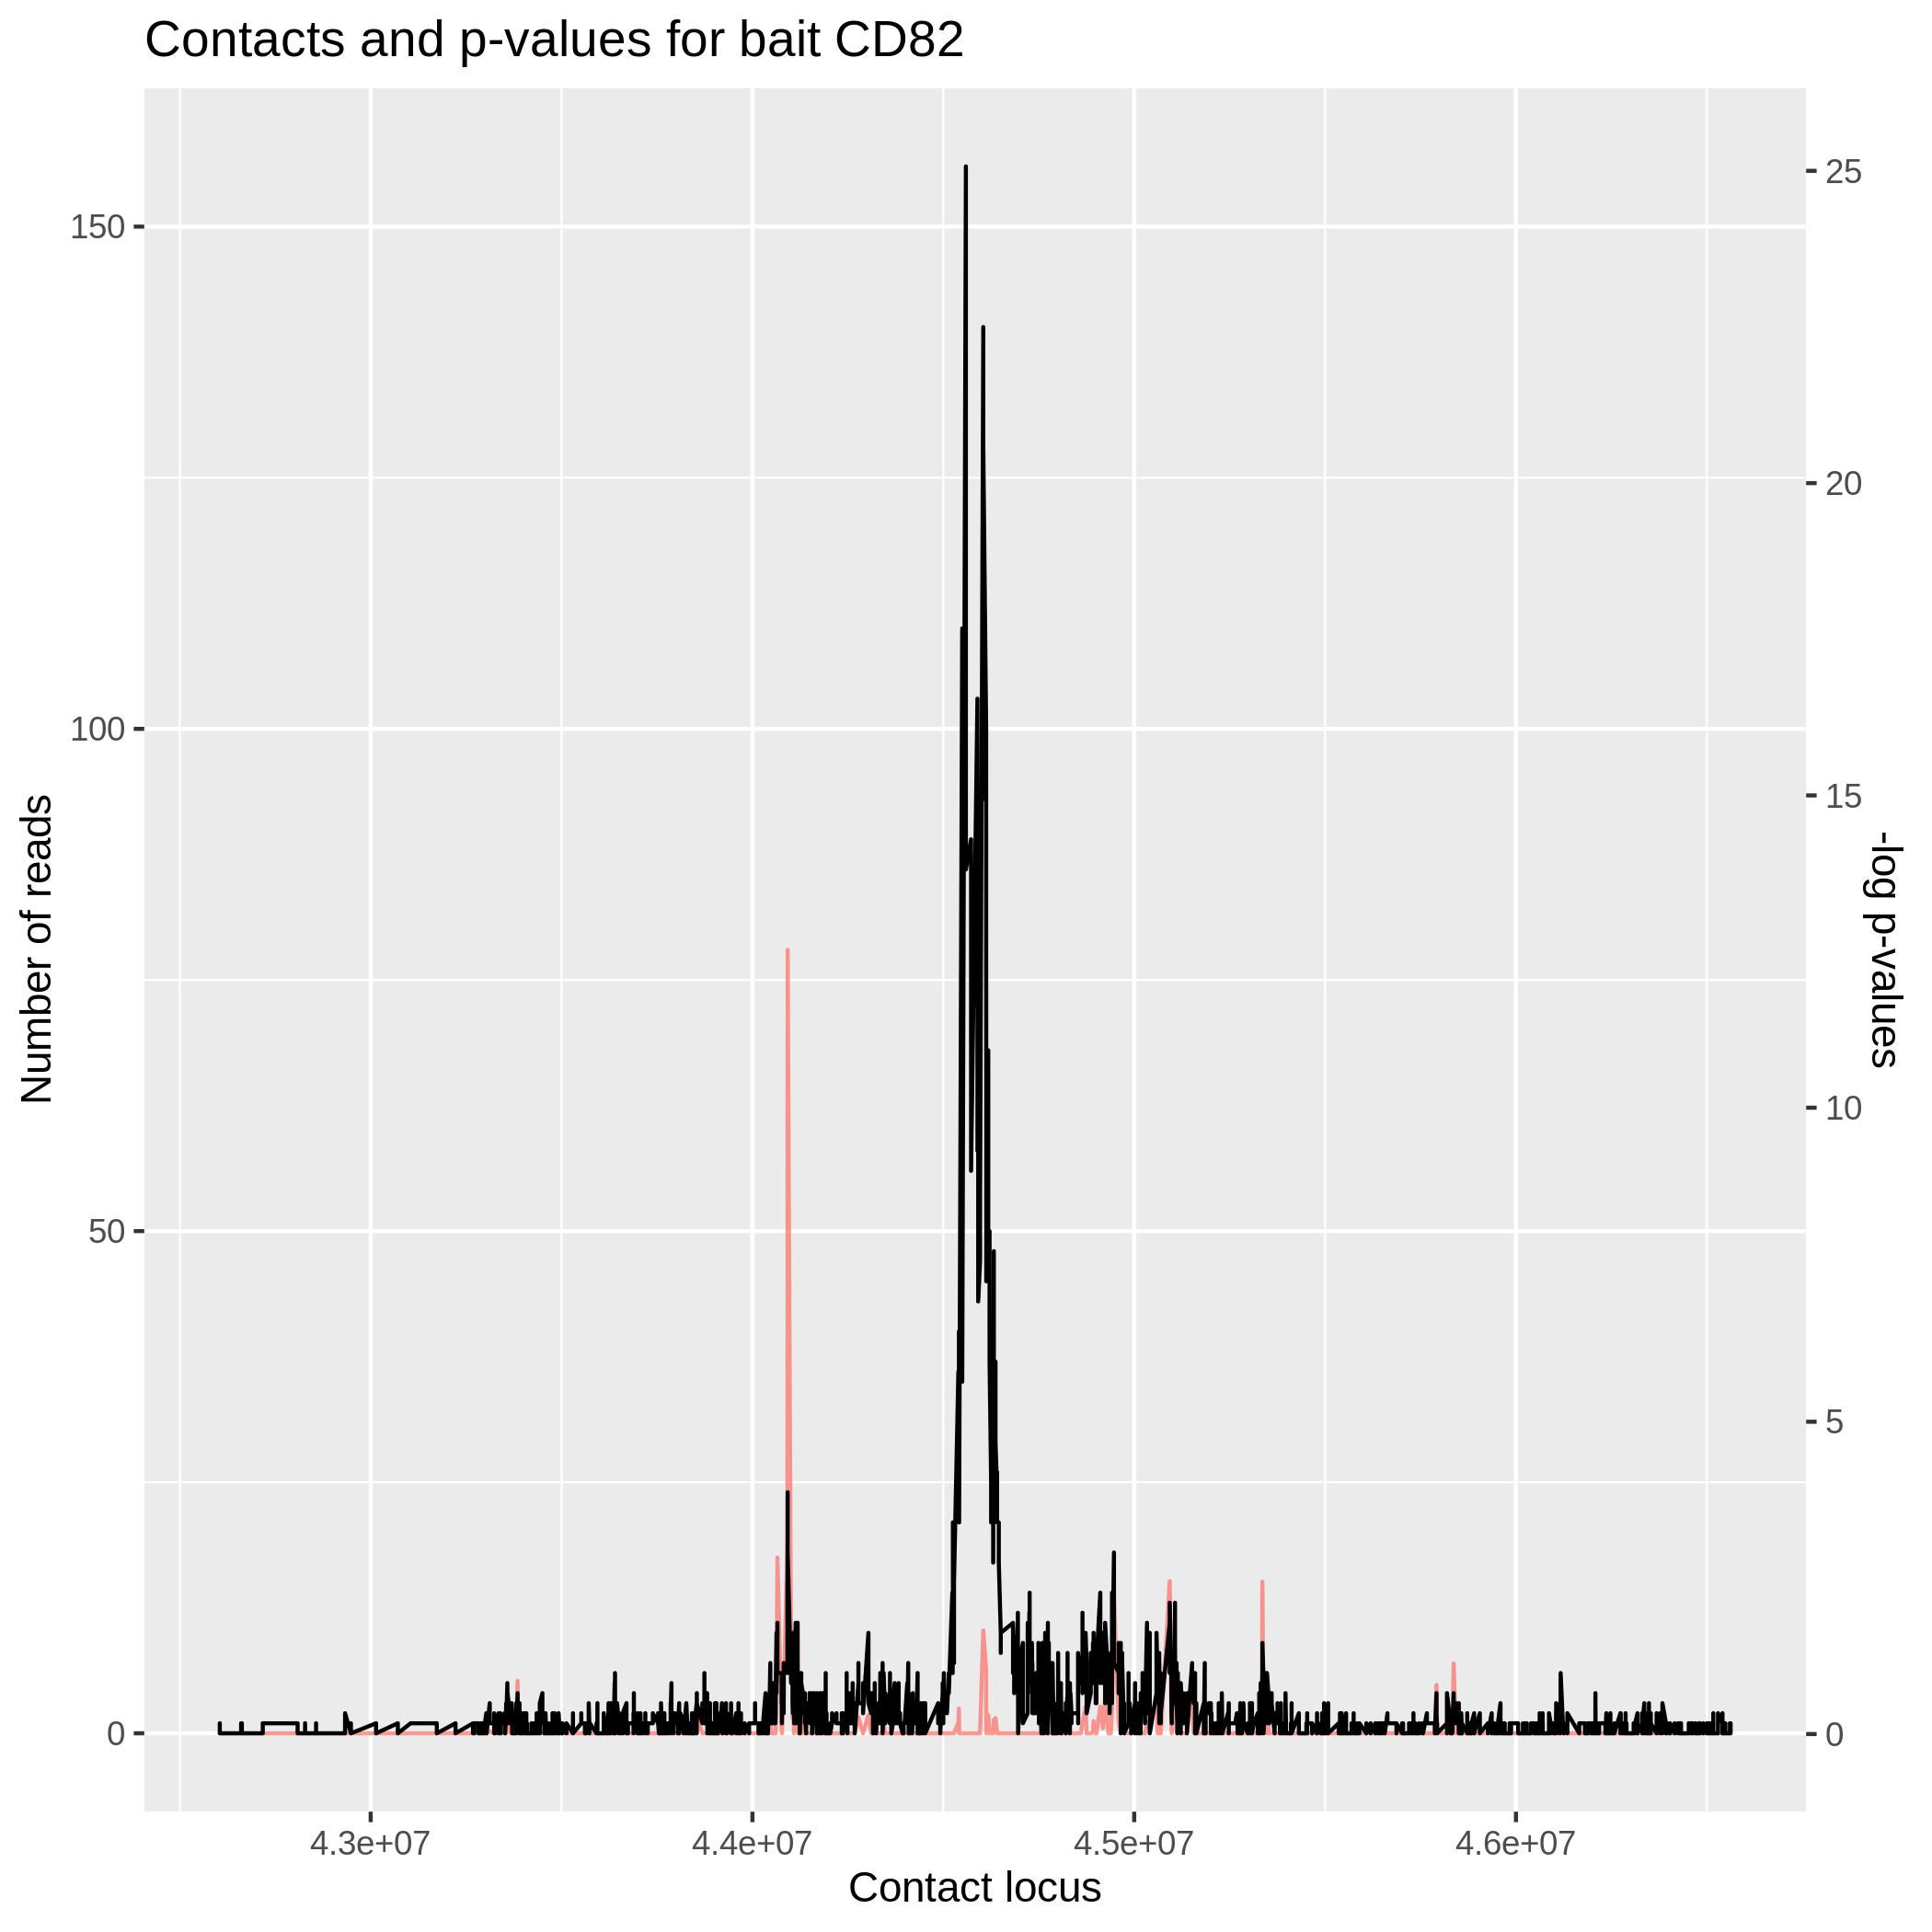 Contacts and p-values for bait CD82
Number of reads
150
100
50
0
25
20
15
10
5
0
-log p-values
4.3e+07
4.4e+07
4.5e+07
4.6e+07
Contact locus